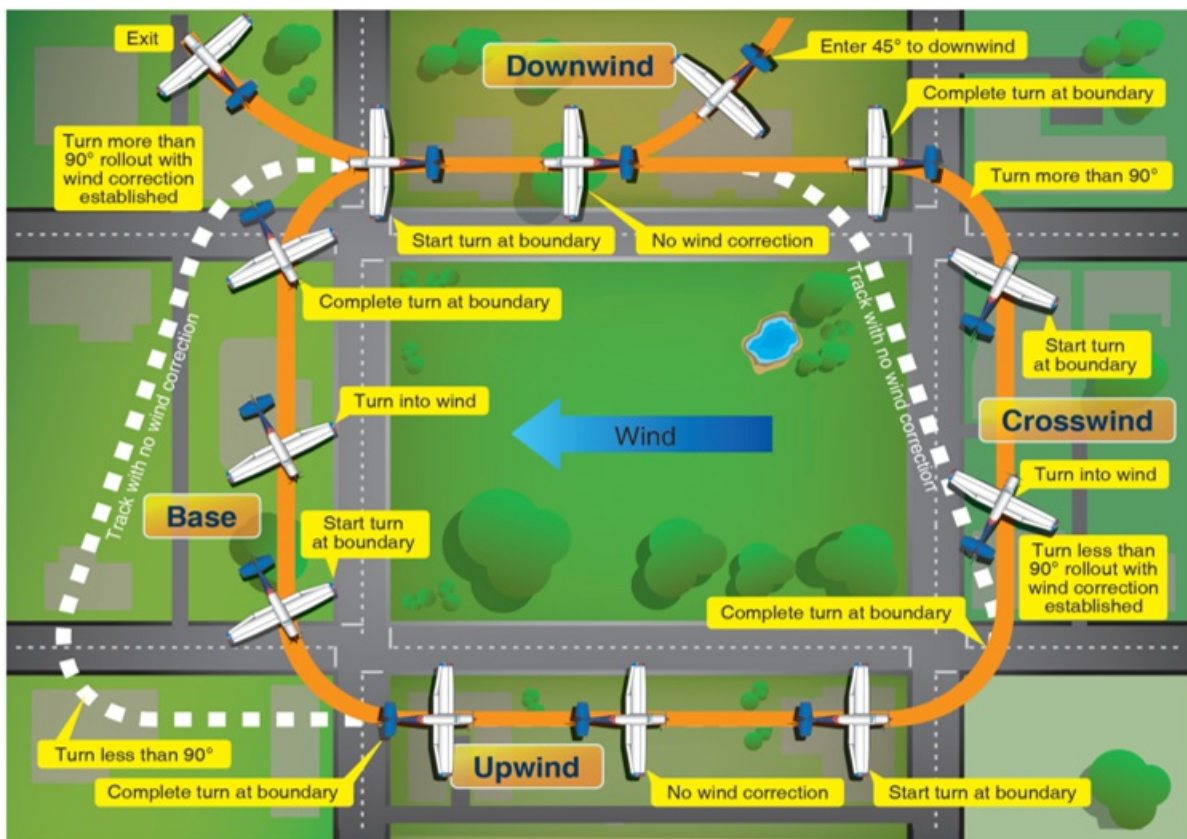 Exit
Downwind
Enter 45° to downwind
Complete turn at boundary
Turn more than
90° rollout with
wind correction
established
Turn more than 90°
Start turn at boundary
No wind correction
Complete turn at boundary
Track with no wind correction
Track with no wind correction
Start turn
at boundary
Turn into wind
Crosswind
Wind
Turn into wind
Base
Start turn
at boundary
Turn less than
90° rollout with
wind correction
established
Complete turn at boundary
Turn less than 90°
Upwind
Complete turn at boundary
No wind correction
Start turn at boundary